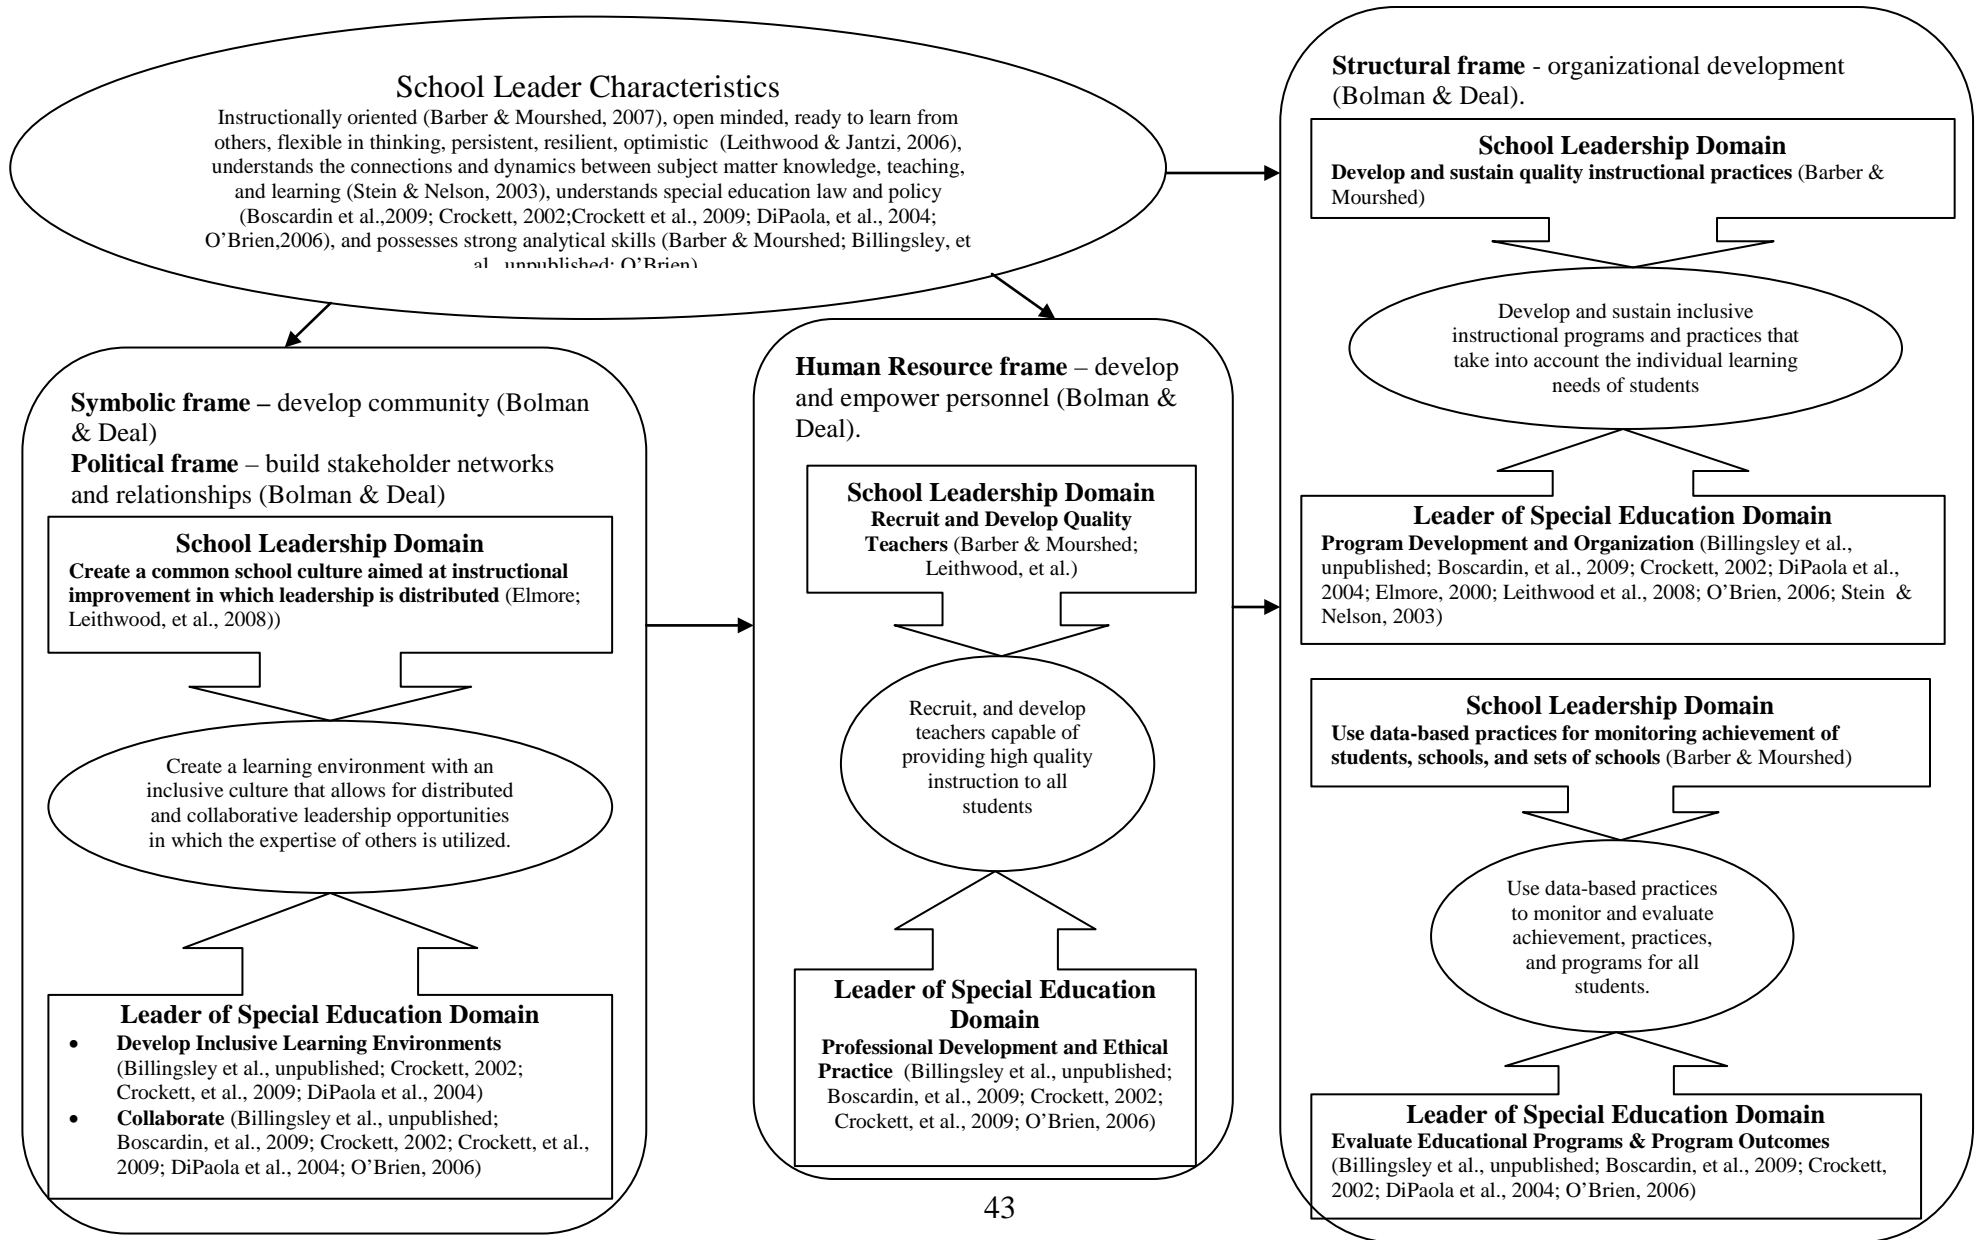 School Leader Characteristics
Instructionally oriented (Barber & Mourshed, 2007), open minded, ready to learn from
others, flexible in thinking, persistent, resilient, optimistic  (Leithwood & Jantzi, 2006),
understands the connections and dynamics between subject matter knowledge, teaching,
and learning (Stein & Nelson, 2003), understands special education law and policy
(Boscardin et al.,2009; Crockett, 2002;Crockett et al., 2009; DiPaola, et al., 2004;
O’Brien,2006), and possesses strong analytical skills (Barber & Mourshed; Billingsley, et
al., unpublished; O’Brien)
Symbolic frame – develop community (Bolman
& Deal)
Political frame – build stakeholder networks
and relationships (Bolman & Deal)
School Leadership Domain
Create a common school culture aimed at instructional
improvement in which leadership is distributed (Elmore;
Leithwood, et al., 2008))
Create a learning environment with an
inclusive culture that allows for distributed
and collaborative leadership opportunities
in which the expertise of others is utilized.
Leader of Special Education Domain
• Develop Inclusive Learning Environments
(Billingsley et al., unpublished; Crockett, 2002;
Crockett, et al., 2009; DiPaola et al., 2004)
• Collaborate (Billingsley et al., unpublished;
Boscardin, et al., 2009; Crockett, 2002; Crockett, et al.,
2009; DiPaola et al., 2004; O’Brien, 2006)
Human Resource frame – develop
and empower personnel (Bolman &
Deal).
School Leadership Domain
Recruit and Develop Quality
Teachers (Barber & Mourshed;
Leithwood, et al.)
Recruit, and develop
teachers capable of
providing high quality
instruction to all
students
Leader of Special Education
Domain
Professional Development and Ethical
Practice  (Billingsley et al., unpublished;
Boscardin, et al., 2009; Crockett, 2002;
Crockett, et al., 2009; O’Brien, 2006)
Structural frame - organizational development
(Bolman & Deal).
School Leadership Domain
Develop and sustain quality instructional practices (Barber &
Mourshed)
Develop and sustain inclusive
instructional programs and practices that
take into account the individual learning
needs of students
Leader of Special Education Domain
Program Development and Organization (Billingsley et al.,
unpublished; Boscardin, et al., 2009; Crockett, 2002; DiPaola et al.,
2004; Elmore, 2000; Leithwood et al., 2008; O’Brien, 2006; Stein  &
Nelson, 2003)
School Leadership Domain
Use data-based practices for monitoring achievement of
students, schools, and sets of schools (Barber & Mourshed)
Use data-based practices
to monitor and evaluate
achievement, practices,
and programs for all
students.
Leader of Special Education Domain
Evaluate Educational Programs & Program Outcomes
(Billingsley et al., unpublished; Boscardin, et al., 2009; Crockett,
2002; DiPaola et al., 2004; O’Brien, 2006)
43